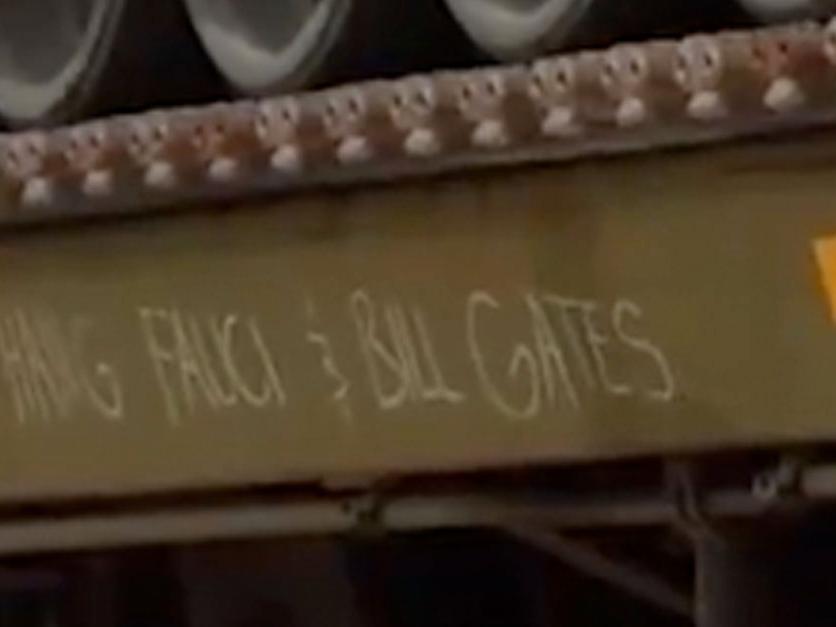 HANG FAUCI & BILL GATES